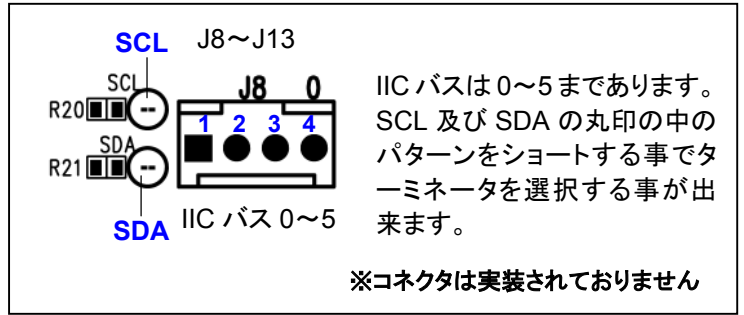 SCL J8～J13
SCL J8 0
R20
1 2 3 4
SDA
R21
SDA IIC バス 0～5
IIC バスは 0～5 まであります。
SCL 及び SDA の丸印の中の
パターンをショートする事でタ
ーミネータを選択する事が出
来ます。
※コネクタは実装されておりません